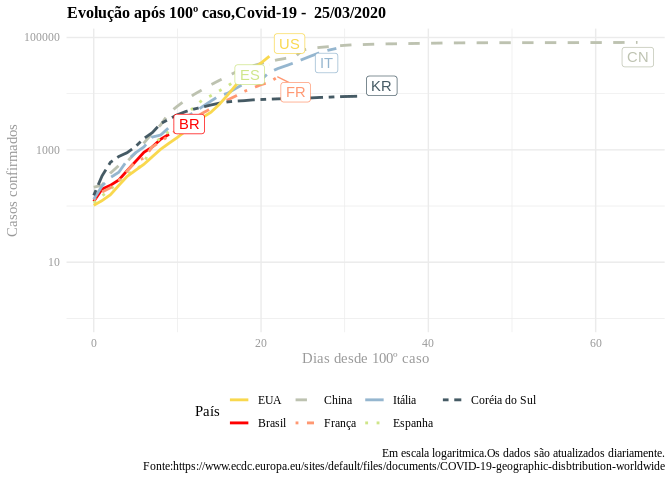 Evolução após 100º caso,Covid-19 - 25/03/2020
100000
1000
10
Casos confirmados
US
IT
CN
ES
FR
KR
BR
0
20
40
60
Dias desde 100º caso
País
EUA
China
Itália
Coréia do Sul
Brasil
França
Espanha
Em escala logaritmica.Os dados são atualizados diariamente.
Fonte:https://www.ecdc.europa.eu/sites/default/files/documents/COVID-19-geographic-disbtribution-worldwide